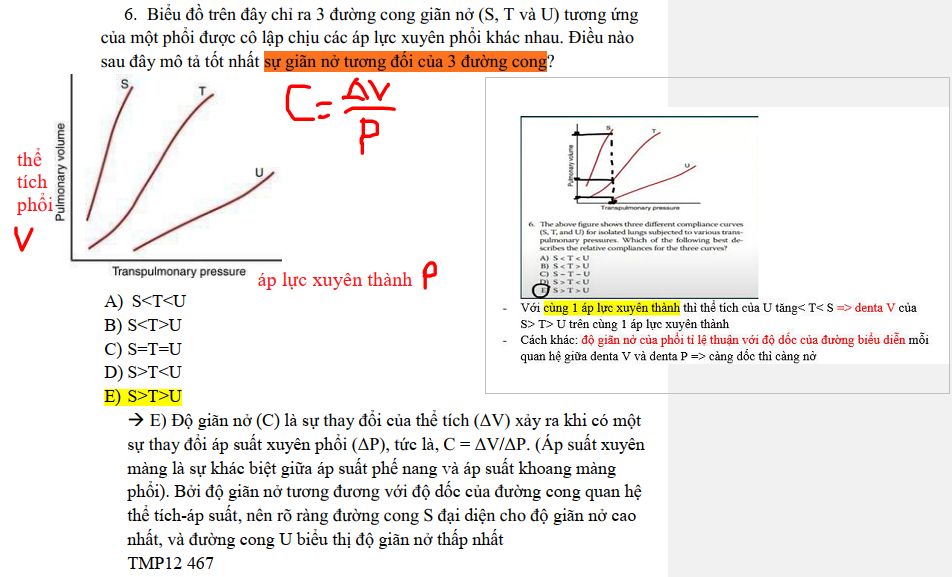 6. Biểu đồ trên đây chỉ ra 3 đường cong giãn nở (S, T và U) tương ứng
của một phổi được cô lập chịu các áp lực xuyên phổi khác nhau. Điều nào
sau đây mô tả tốt nhất sự giãn nở tương đối của 3 đường cong?
C = ΔV/P
S
T
U
Pulmonary volume
Transpulmonary pressure
thể
tích
phổi
V
áp lực xuyên thành P
A) S<T<U
B) S<T>U
C) S=T=U
D) S>T<U
E) S>T>U
→ E) Độ giãn nở (C) là sự thay đổi của thể tích (ΔV) xảy ra khi có một
sự thay đổi áp suất xuyên phổi (ΔP), tức là, C = ΔV/ΔP. (Áp suất xuyên
màng là sự khác biệt giữa áp suất phế nang và áp suất khoang màng
phổi). Bởi độ giãn nở tương đương với độ dốc của đường cong quan hệ
thể tích-áp suất, nên rõ ràng đường cong S đại diện cho độ giãn nở cao
nhất, và đường cong U biểu thị độ giãn nở thấp nhất
TMP12 467
S
T
U
Pulmonary volume
Transpulmonary pressure
6. The above figure shows three different compliance curves
(S, T, and U) for isolated lungs subjected to various trans-
pulmonary pressures. Which of the following best de-
scribes the relative compliances for the three curves?
A) S<T<U
B) S<T>U
C) S=T=U
D) S>T<U
E) S>T>U
- Với cùng 1 áp lực xuyên thành thì thể tích của U tăng< T< S => denta V của
S> T> U trên cùng 1 áp lực xuyên thành
- Cách khác: độ giãn nở của phổi tỉ lệ thuận với độ dốc của đường biểu diễn mỗi
quan hệ giữa denta V và denta P => càng dốc thì càng nở